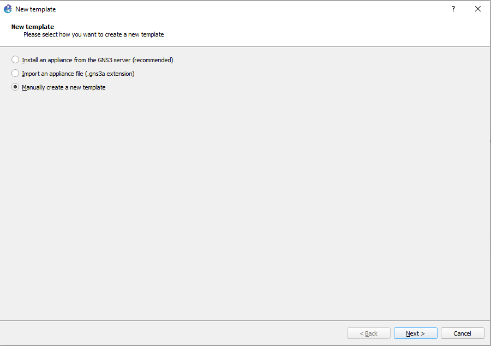 New template
New template
Please select how you want to create a new template
Install an appliance from the GNS3 server (recommended)
Import an appliance file (.gns3a extension)
Manually create a new template
< Back
Next >
Cancel